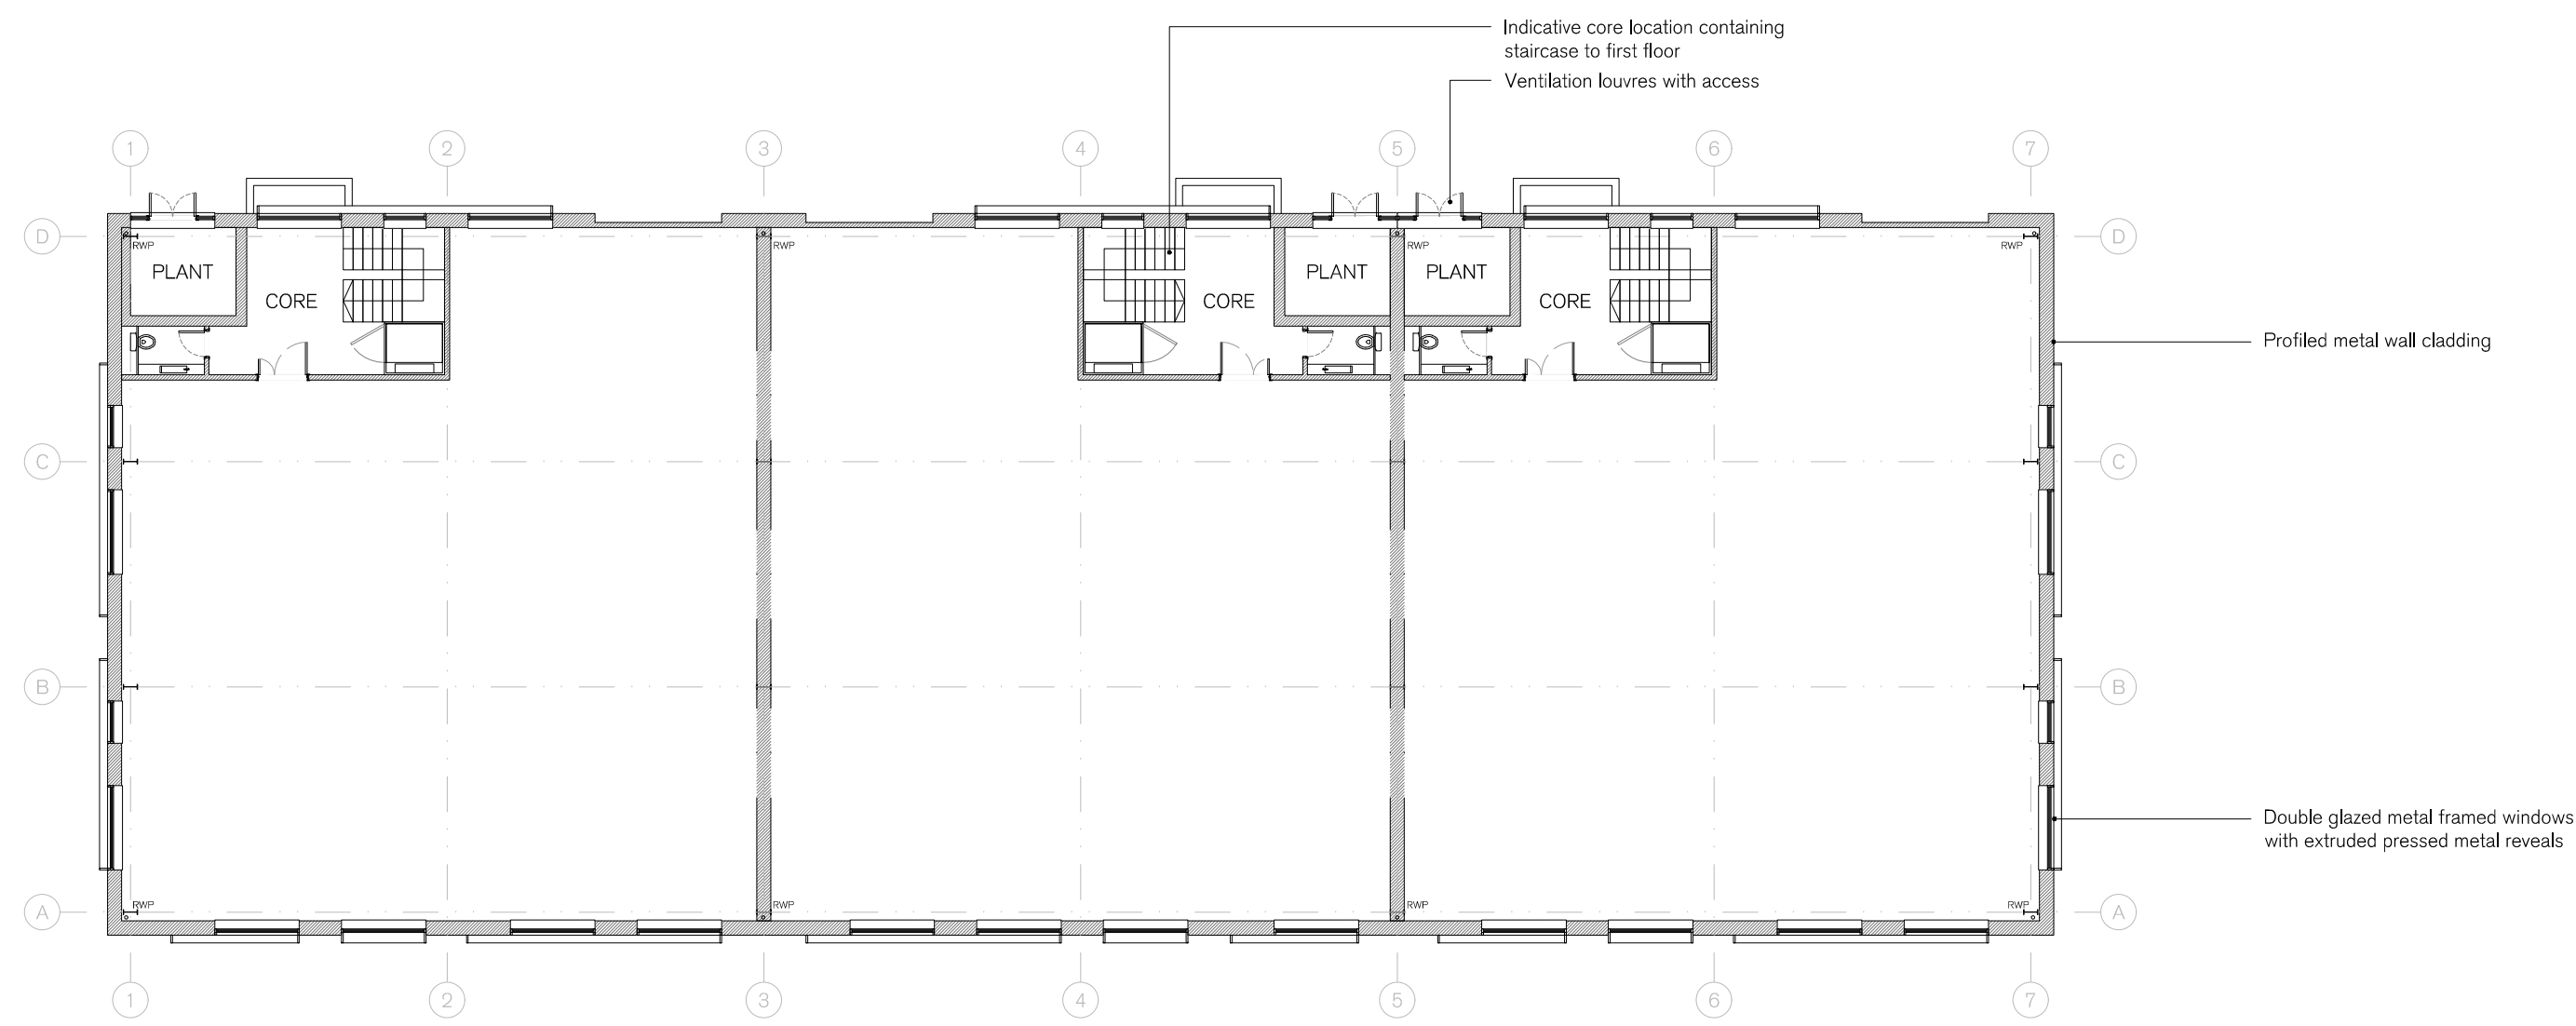 Indicative core location containing
staircase to first floor
Ventilation louvres with access
1 2 3 4 5 6 7
D D
RWP RWP RWP RWP
PLANT PLANT PLANT
CORE CORE CORE
Profiled metal wall cladding
C C
B B
Double glazed metal framed windows
with extruded pressed metal reveals
RWP RWP RWP RWP
A A
1 2 3 4 5 6 7